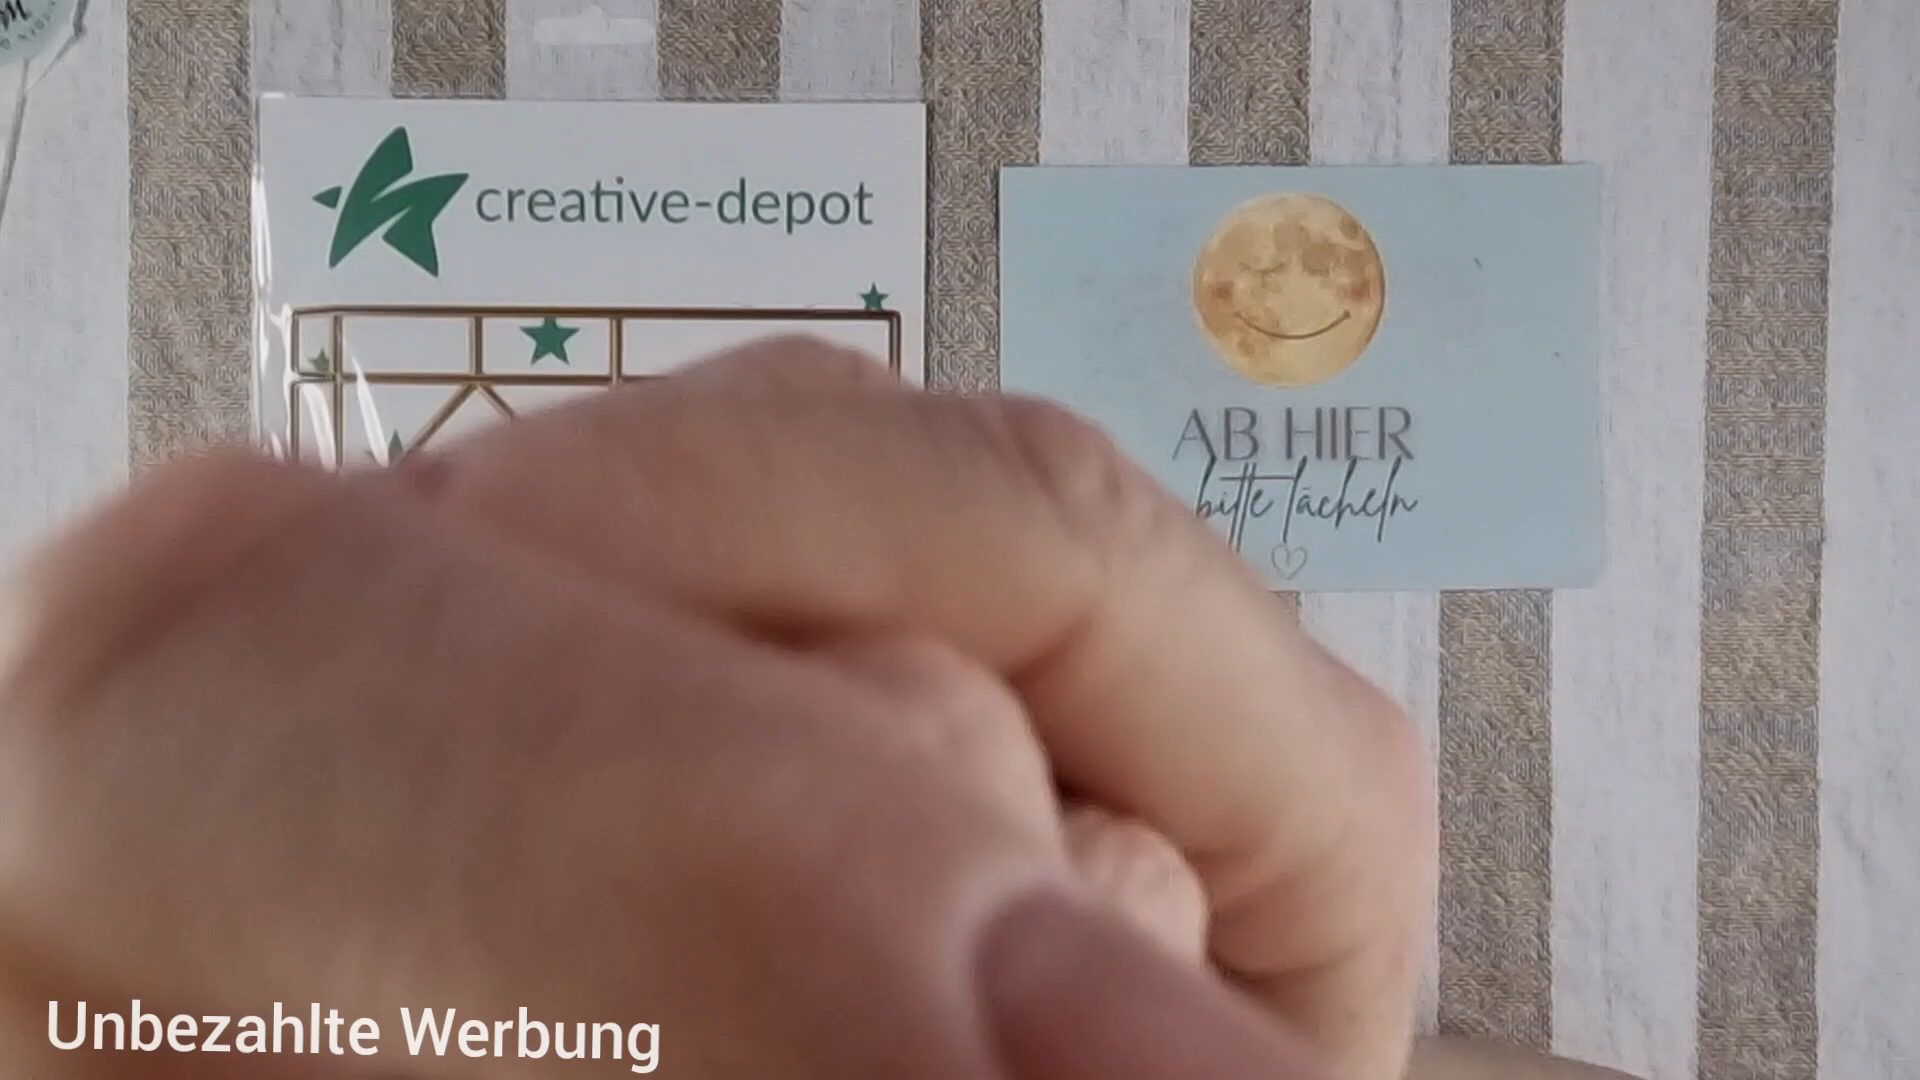 creative-depot
AB HIER
bitte lächeln
Unbezahlte Werbung